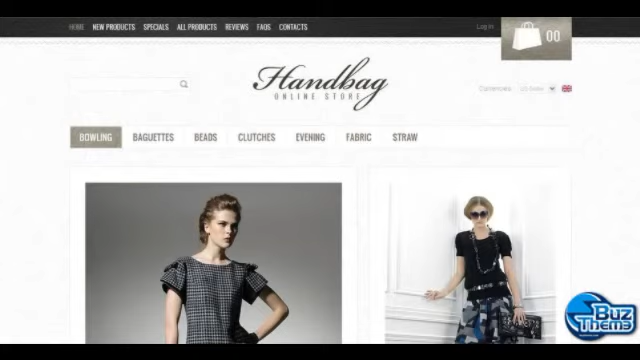 HOME NEW PRODUCTS SPECIALS ALL PRODUCTS REVIEWS FAQS CONTACTS
Log In
00
Handbag
ONLINE STORE
Currencies:
BOWLING BAGUETTES BEADS CLUTCHES EVENING FABRIC STRAW
Buz
Theme